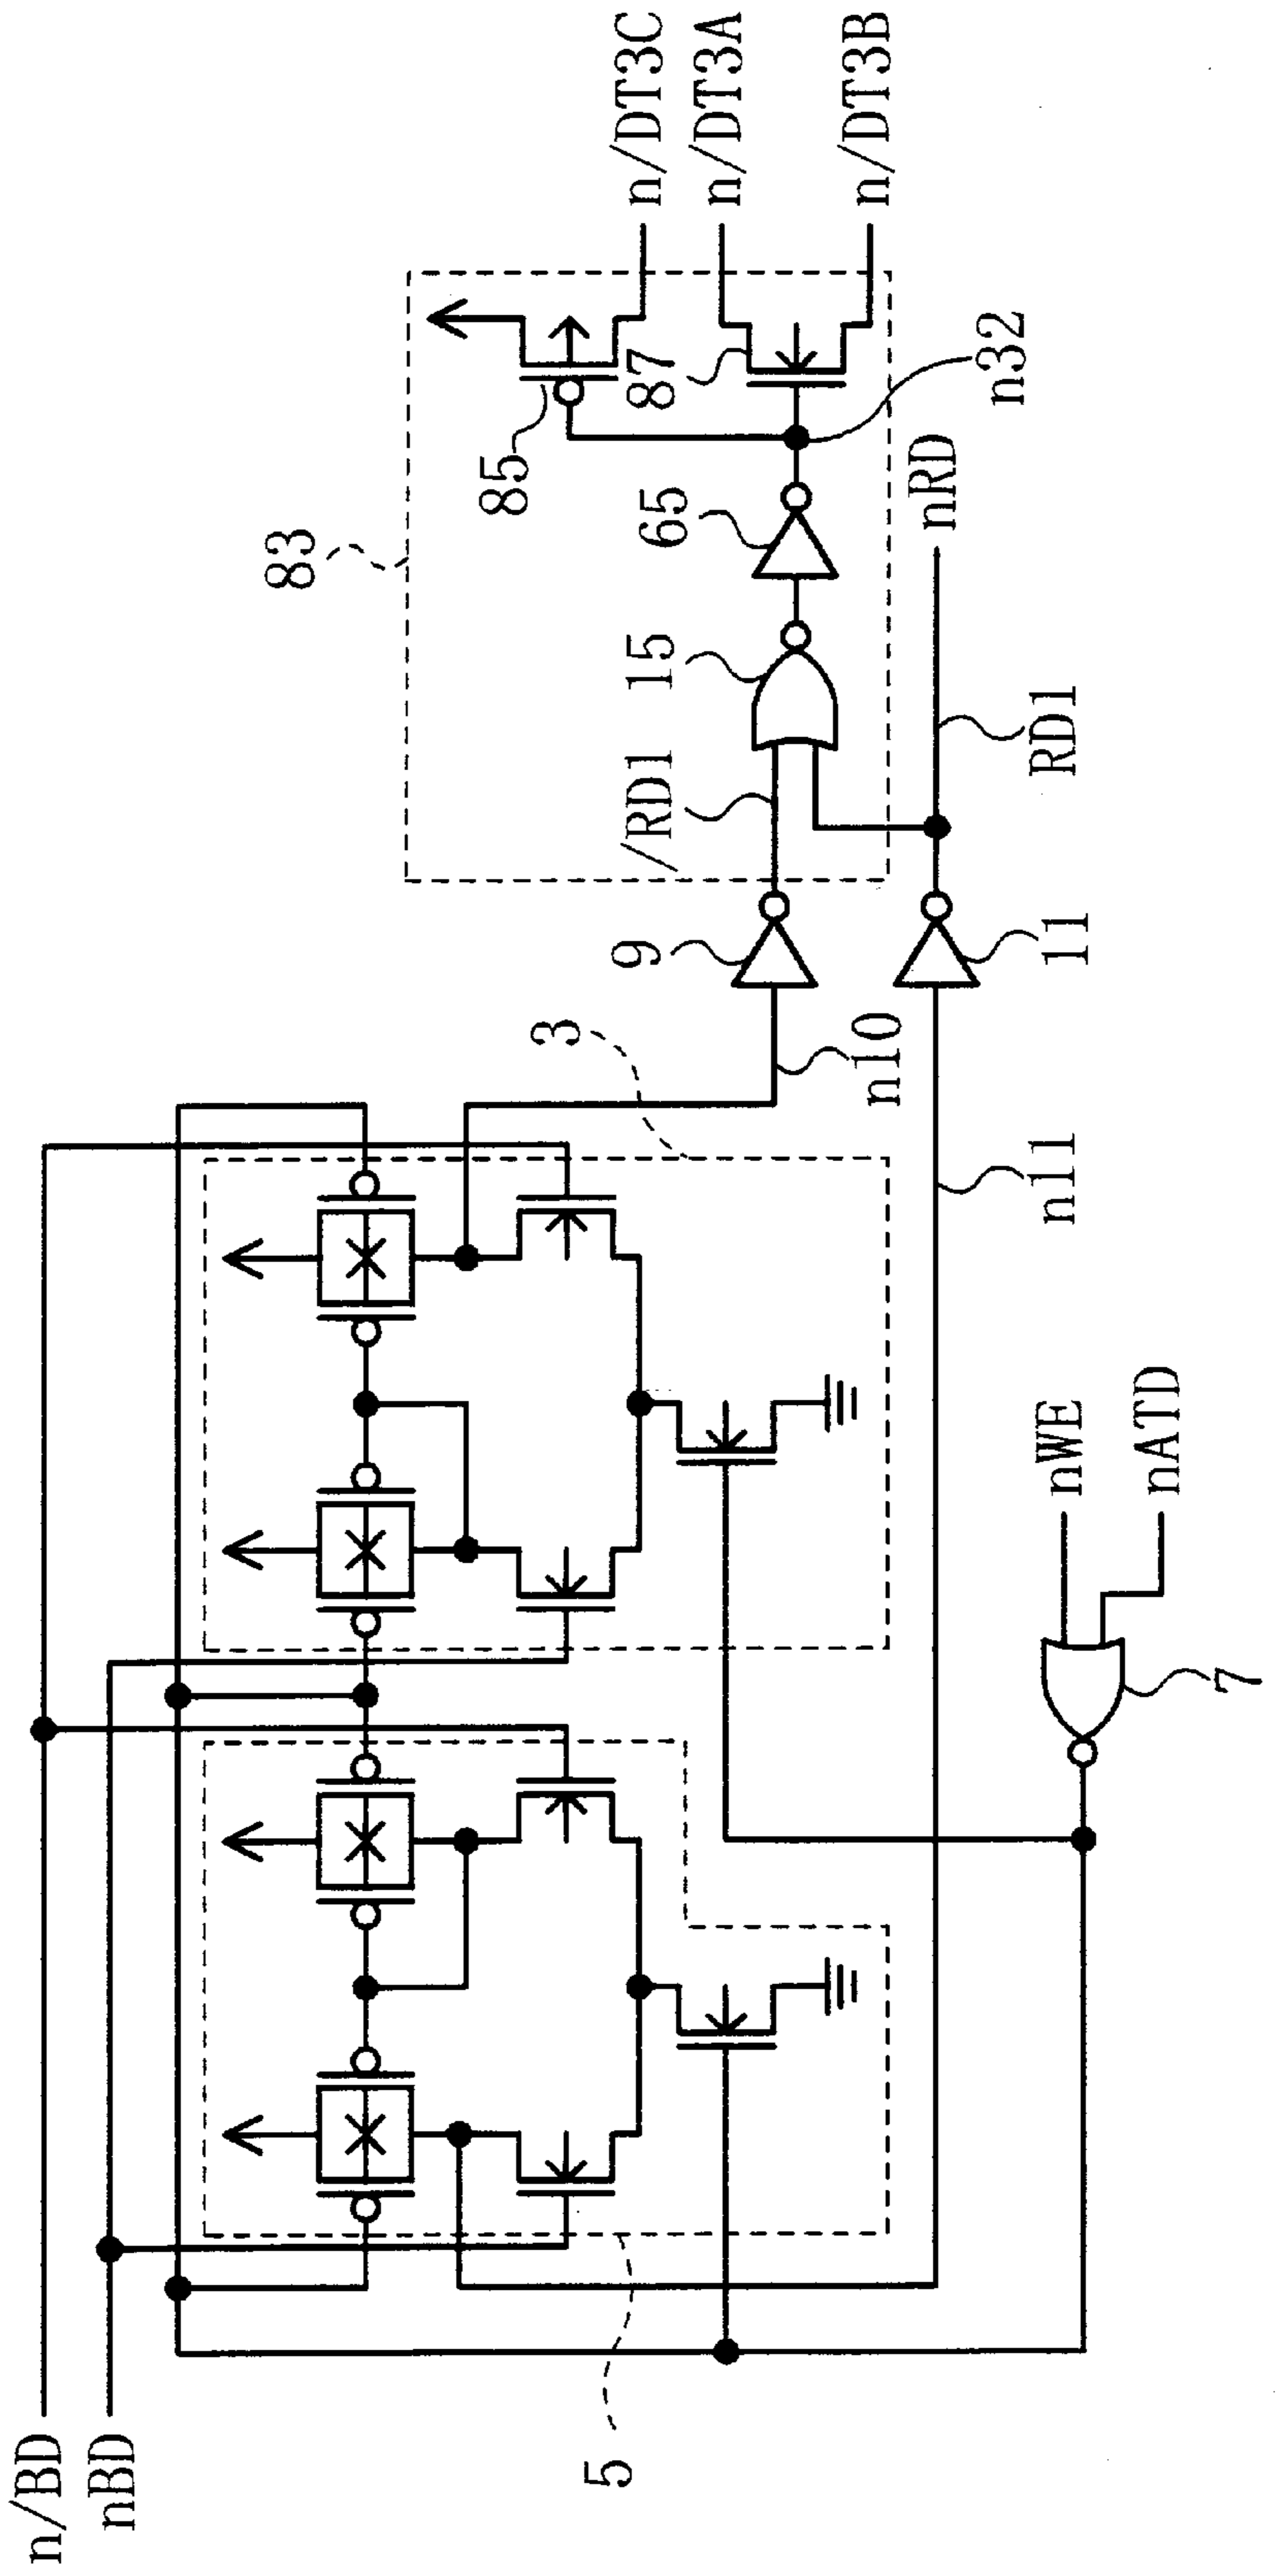 n/BD
nBD
5
3
n10
n11
9
11
/RD1
RD1
15
65
83
85
87
n32
nRD
n/DT3C
n/DT3A
n/DT3B
nWE
nATD
7